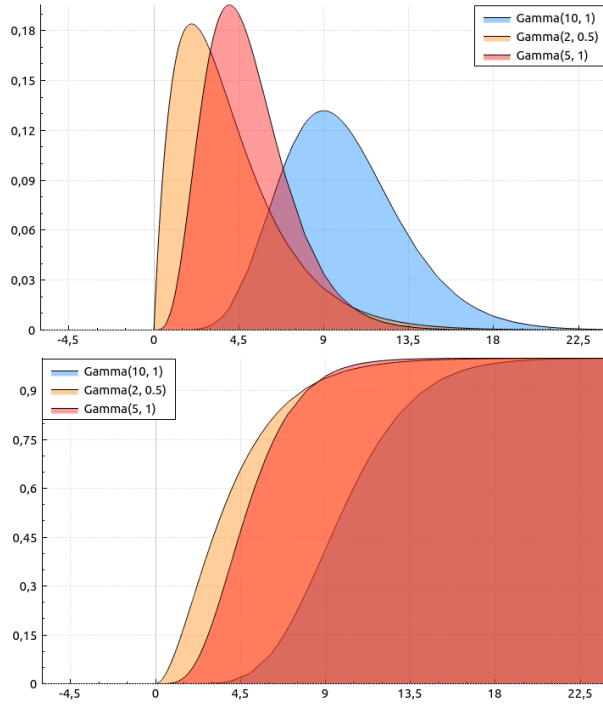 0,18
0,15
0,12
0,09
0,06
0,03
0
Gamma(10, 1)
Gamma(2, 0.5)
Gamma(5, 1)
-4,5 0 4,5 9 13,5 18 22,5
Gamma(10, 1)
Gamma(2, 0.5)
Gamma(5, 1)
0,9
0,75
0,6
0,45
0,3
0,15
0
-4,5 0 4,5 9 13,5 18 22,5